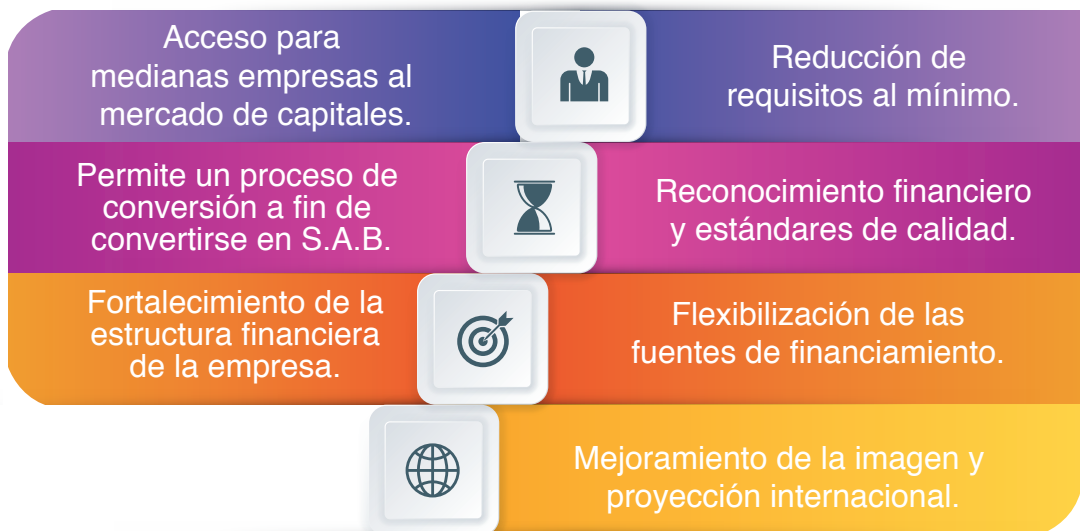 Acceso para
medianas empresas al
mercado de capitales.
Reducción de
requisitos al mínimo.
Permite un proceso de
conversión a fin de
convertirse en S.A.B.
Reconocimiento financiero
y estándares de calidad.
Fortalecimiento de la
estructura financiera
de la empresa.
Flexibilización de las
fuentes de financiamiento.
Mejoramiento de la imagen y
proyección internacional.